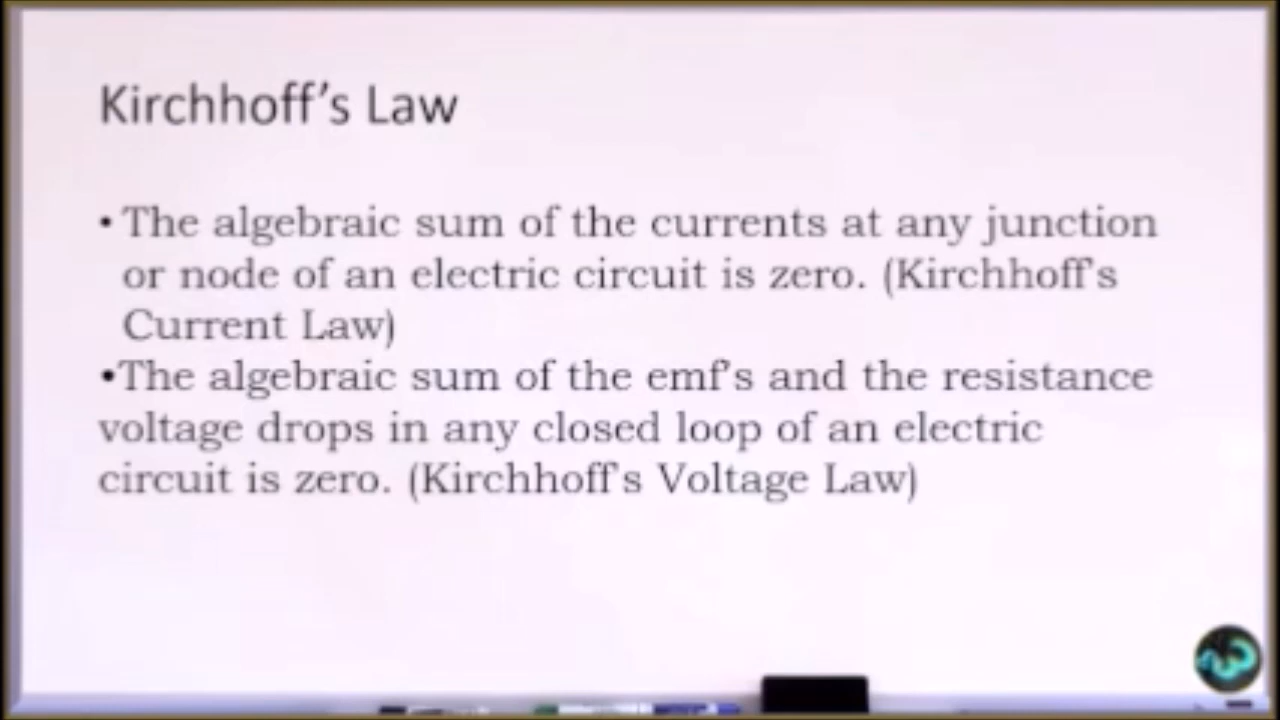 Kirchhoff's Law
• The algebraic sum of the currents at any junction
or node of an electric circuit is zero. (Kirchhoff's
Current Law)
•The algebraic sum of the emf's and the resistance
voltage drops in any closed loop of an electric
circuit is zero. (Kirchhoff's Voltage Law)